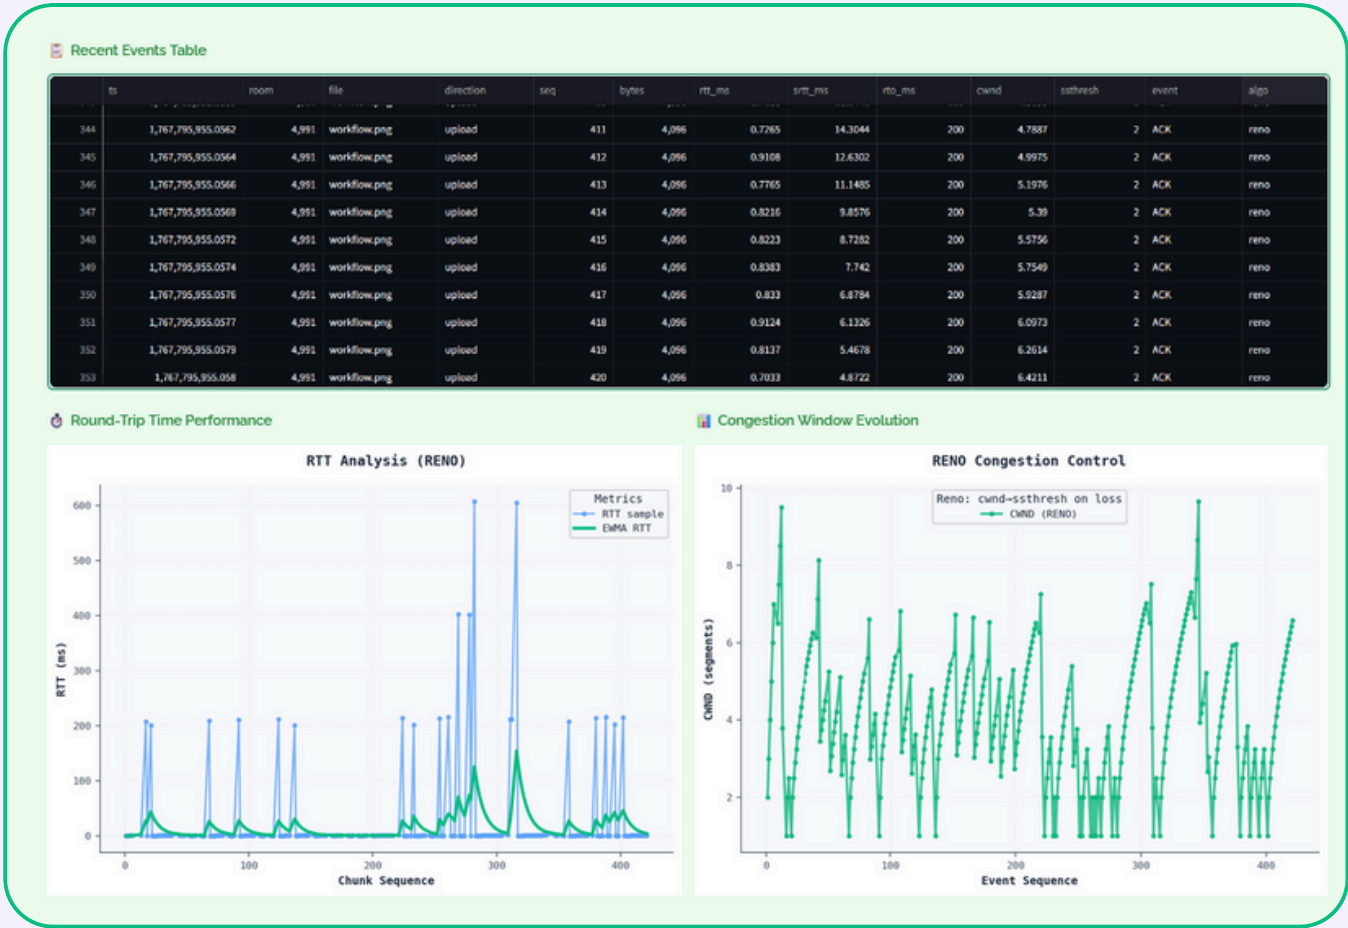 Recent Events Table
ts room file direction seq bytes rtt_ms srtt_ms rto_ms cwnd ssthresh event algo
344 1,767,795,955.0562 4,991 workflow.png upload 411 4,096 0.7265 14.3044 200 4.7887 2 ACK reno
345 1,767,795,955.0564 4,991 workflow.png upload 412 4,096 0.9108 12.6302 200 4.9975 2 ACK reno
346 1,767,795,955.0566 4,991 workflow.png upload 413 4,096 0.7765 11.1485 200 5.1976 2 ACK reno
347 1,767,795,955.0569 4,991 workflow.png upload 414 4,096 0.8216 9.8576 200 5.39 2 ACK reno
348 1,767,795,955.0572 4,991 workflow.png upload 415 4,096 0.8223 8.7282 200 5.5756 2 ACK reno
349 1,767,795,955.0574 4,991 workflow.png upload 416 4,096 0.8383 7.742 200 5.7549 2 ACK reno
350 1,767,795,955.0576 4,991 workflow.png upload 417 4,096 0.833 6.8784 200 5.9287 2 ACK reno
351 1,767,795,955.0577 4,991 workflow.png upload 418 4,096 0.9124 6.1326 200 6.0973 2 ACK reno
352 1,767,795,955.0579 4,991 workflow.png upload 419 4,096 0.8137 5.4678 200 6.2614 2 ACK reno
353 1,767,795,955.058 4,991 workflow.png upload 420 4,096 0.7033 4.8722 200 6.4211 2 ACK reno
Round-Trip Time Performance
RTT Analysis (RENO)
Metrics
RTT sample
EWMA RTT
600
500
400
300
200
100
0
RTT (ms)
0 100 200 300 400
Chunk Sequence
Congestion Window Evolution
RENO Congestion Control
Reno: cwnd→ssthresh on loss
CWND (RENO)
10
8
6
4
2
CWND (segments)
0 100 200 300 400
Event Sequence